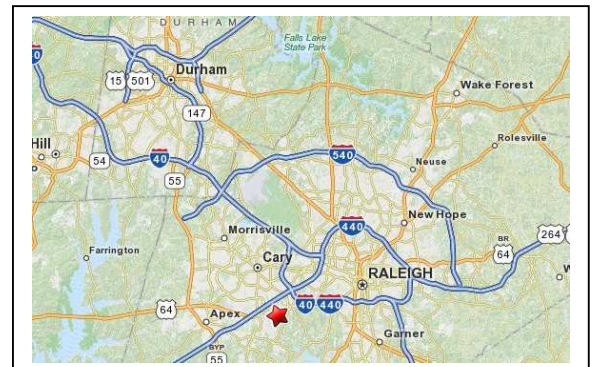 DURHAM
Falls Lake
State Park
15
501
Durham
Wake Forest
147
Rolesville
Hill
54
40
540
Neuse
55
New Hope
440
Morrisville
264
BR
64
Farrington
Cary
RALEIGH
64
Apex
40
440
Garner
BYP
55